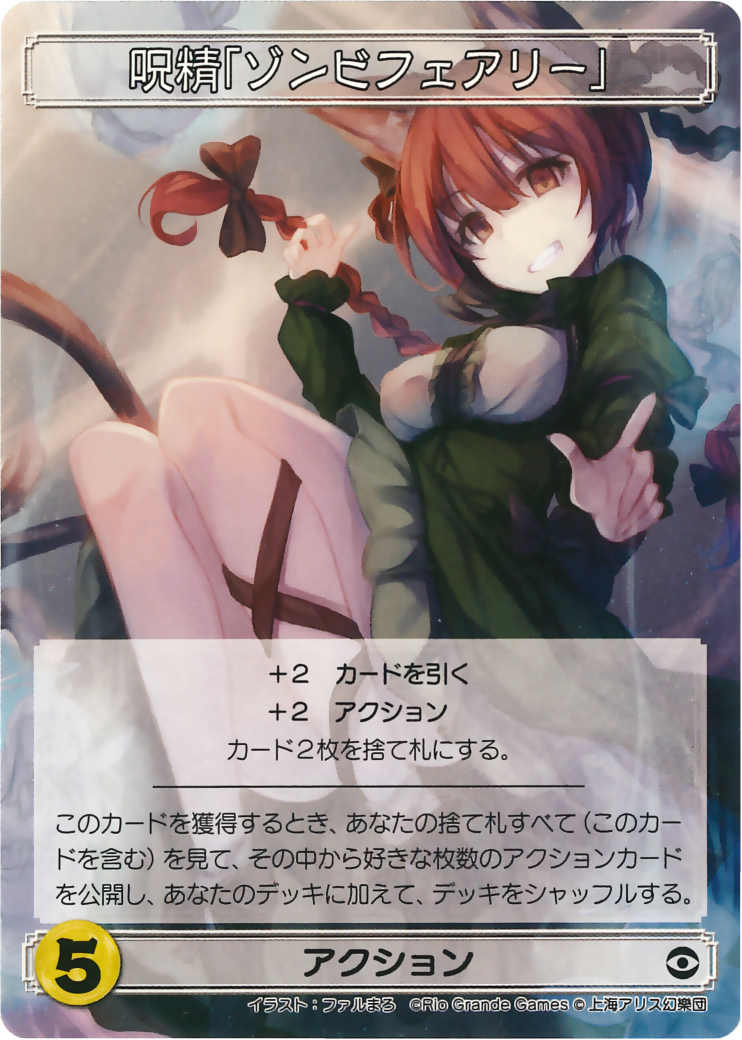 呪精「ゾンビフェアリー」
+2 カードを引く
+2 アクション
カード2枚を捨て札にする。
このカードを獲得するとき、あなたの捨て札すべて(このカー
ドを含む)を見て、その中から好きな枚数のアクションカード
を公開し、あなたのデッキに加えて、デッキをシャッフルする。
5 アクション
イラスト:ファルまろ ©Rio Grande Games © 上海アリス幻樂団